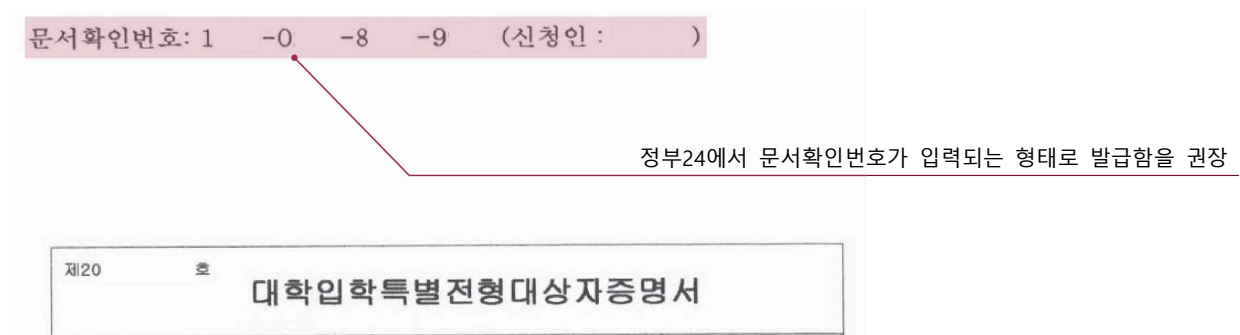 문서확인번호: 1 -0 -8 -9 (신청인 : )
정부24에서 문서확인번호가 입력되는 형태로 발급함을 권장
제20 호
대학입학특별전형대상자증명서